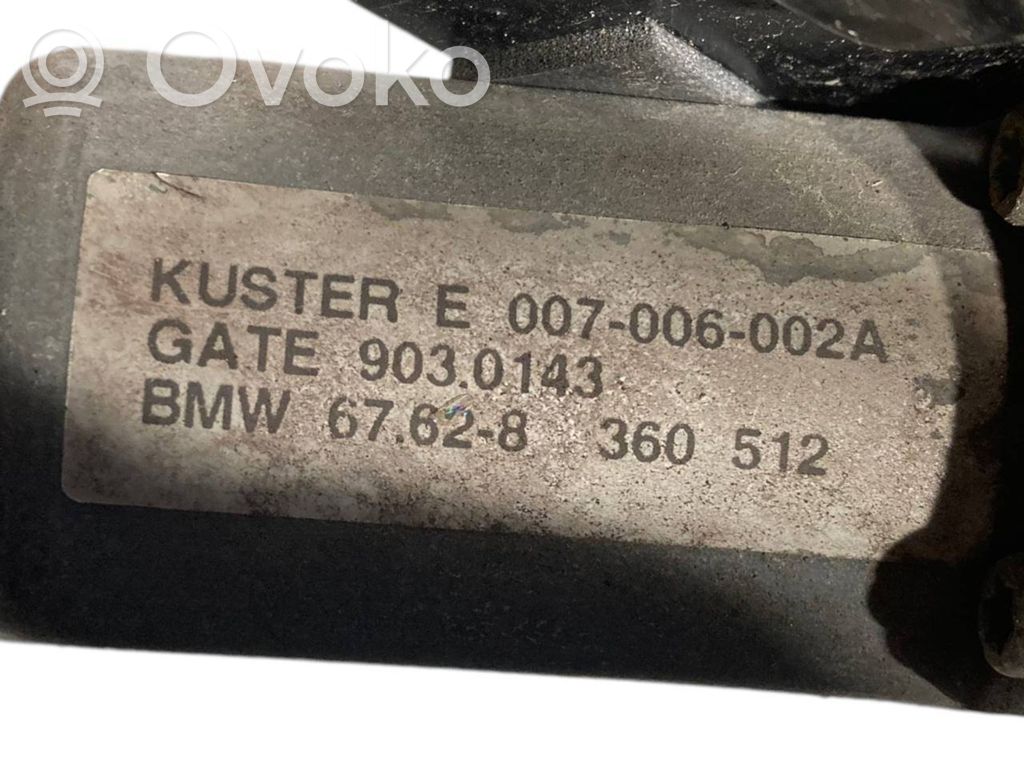 Ovoko
KUSTER E 007-006-002A
GATE 903.0143
BMW 67.62-8 360 512